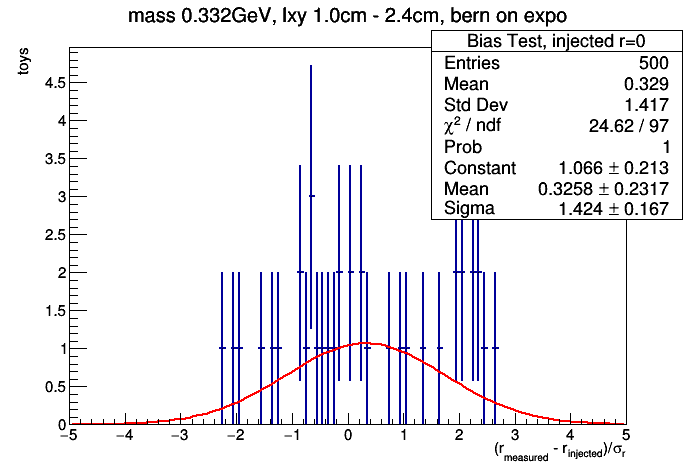 mass 0.332GeV, lxy 1.0cm - 2.4cm, bern on expo
Bias Test, injected r=0
Entries 500
Mean 0.329
Std Dev 1.417
χ² / ndf 24.62 / 97
Prob 1
Constant 1.066 ± 0.213
Mean 0.3258 ± 0.2317
Sigma 1.424 ± 0.167
toys
4.5
4
3.5
3
2.5
2
1.5
1
0.5
0
−5 −4 −3 −2 −1 0 1 2 3 4 5
(r_measured - r_injected)/σ_r